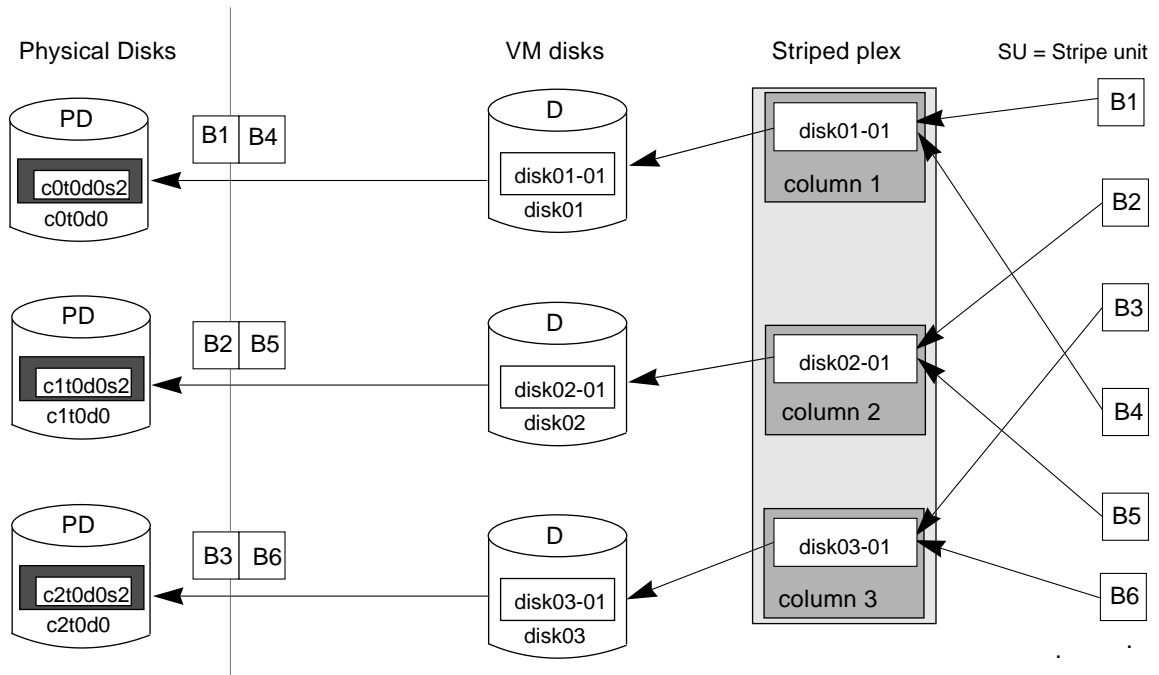 Physical Disks
VM disks
Striped plex
SU = Stripe unit
PD
B1 B4
c0t0d0s2
c0t0d0
D
disk01-01
disk01
disk01-01
column 1
B1
B2
PD
B2 B5
c1t0d0s2
c1t0d0
D
disk02-01
disk02
disk02-01
column 2
B3
B4
PD
B3 B6
c2t0d0s2
c2t0d0
D
disk03-01
disk03
disk03-01
column 3
B5
B6
. .